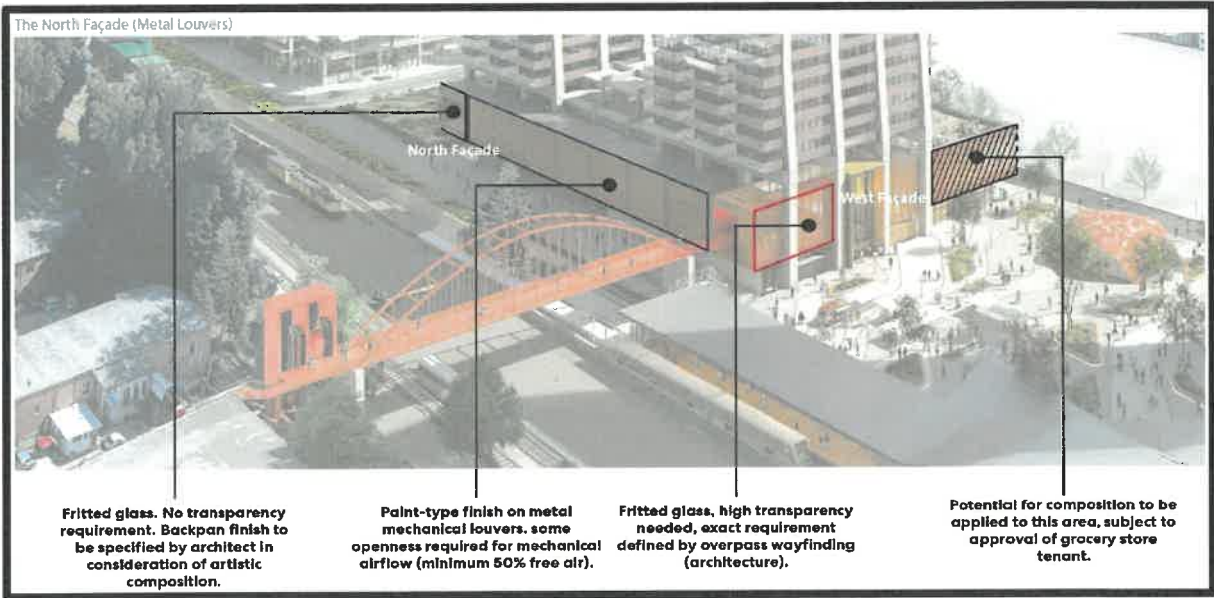 The North Façade (Metal Louvers)
North Façade
West Façade
Fritted glass. No transparency
requirement. Backpan finish to
be specified by architect in
consideration of artistic
composition.
Paint-type finish on metal
mechanical louvers. some
openness required for mechanical
airflow (minimum 50% free air).
Fritted glass, high transparency
needed, exact requirement
defined by overpass wayfinding
(architecture).
Potential for composition to be
applied to this area, subject to
approval of grocery store
tenant.